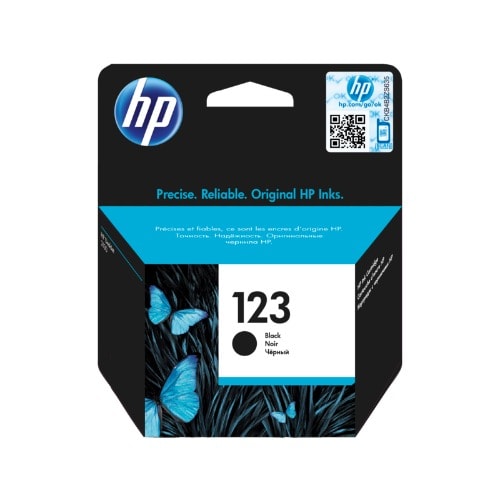 hp
hp
hp.com/go/ok
CKB4B3ZS635
Precise. Reliable. Original HP Inks.
Précises et fiables, ce sont les encres d'origine HP.
Точность. Надёжность. Оригинальные
чернила HP.
123
Black
Noir
Чёрный